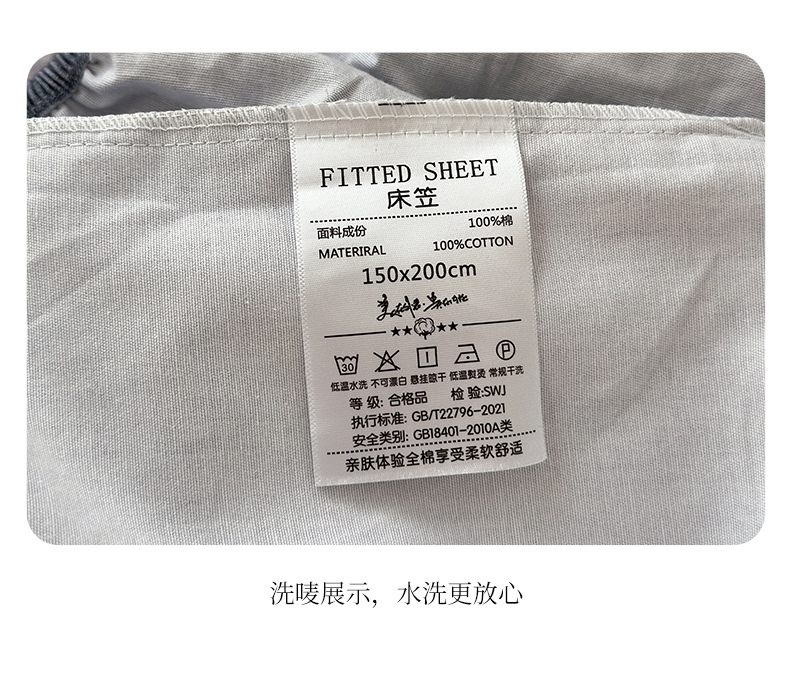 FITTED SHEET
床笠
面料成份 100%棉
MATERIRAL 100%COTTON
150x200cm
30
P
低温水洗 不可漂白 悬挂晾干 低温熨烫 常规干洗
等 级: 合格品 检 验:SWJ
执行标准: GB/T22796-2021
安全类别: GB18401-2010A类
亲肤体验全棉享受柔软舒适
洗唛展示，水洗更放心